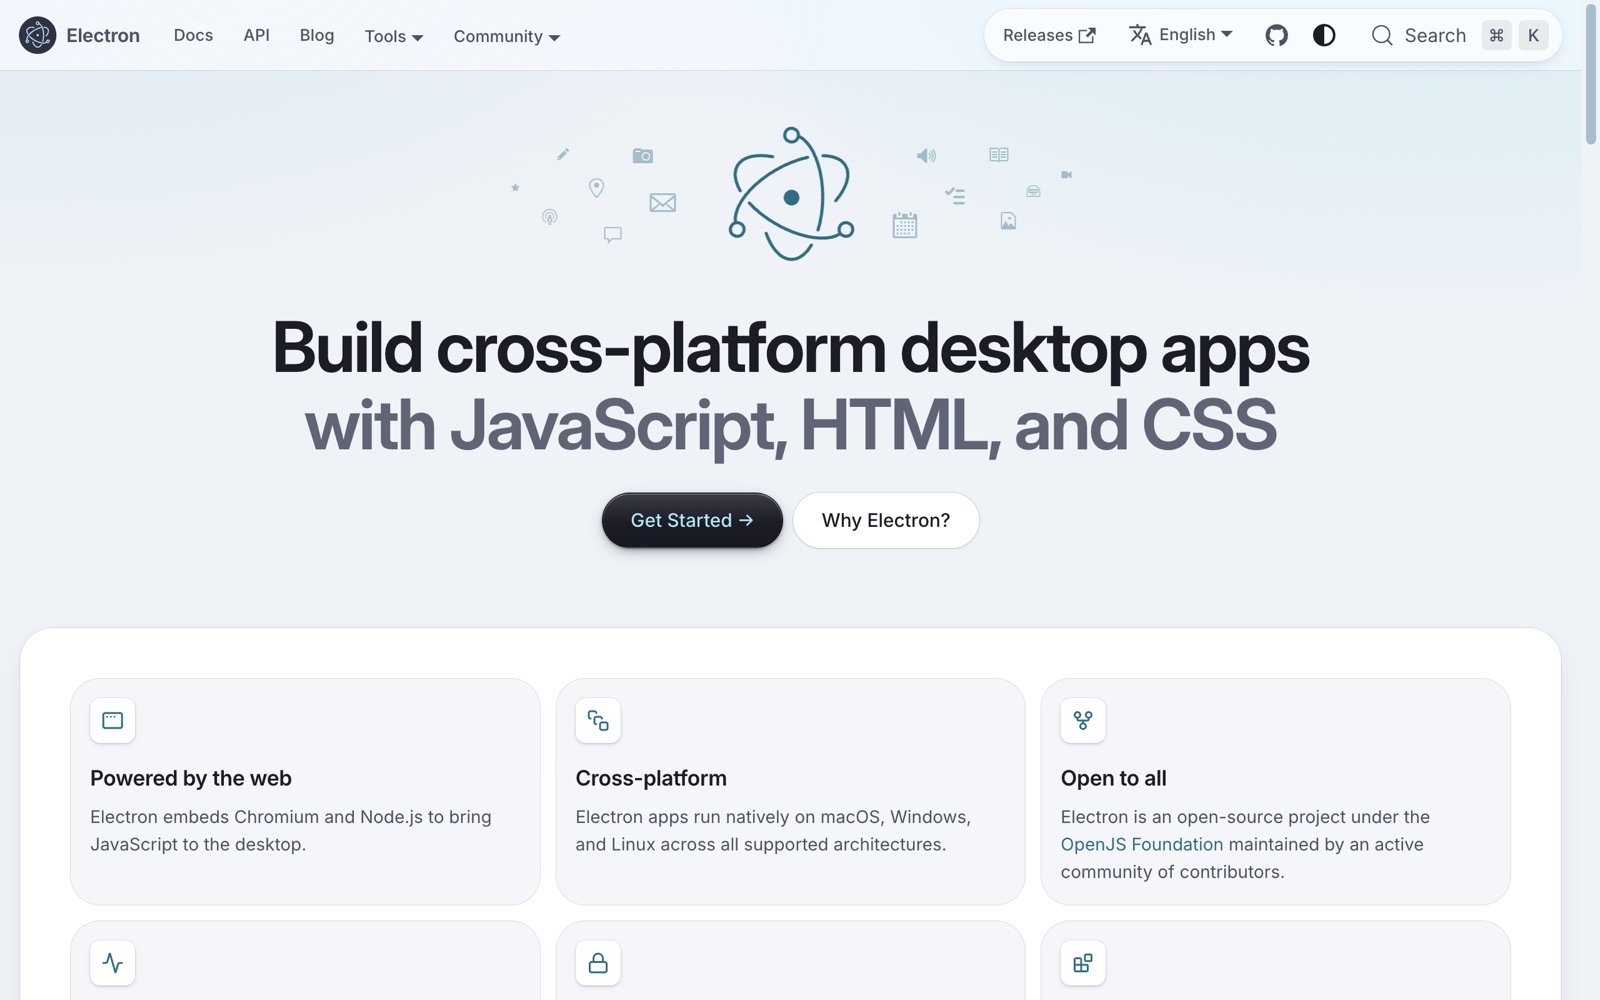 Electron
Docs
API
Blog
Tools
Community
Releases
English
Search
⌘ K
Build cross-platform desktop apps
with JavaScript, HTML, and CSS
Get Started →
Why Electron?
Powered by the web
Electron embeds Chromium and Node.js to bring
JavaScript to the desktop.
Cross-platform
Electron apps run natively on macOS, Windows,
and Linux across all supported architectures.
Open to all
Electron is an open-source project under the
OpenJS Foundation maintained by an active
community of contributors.